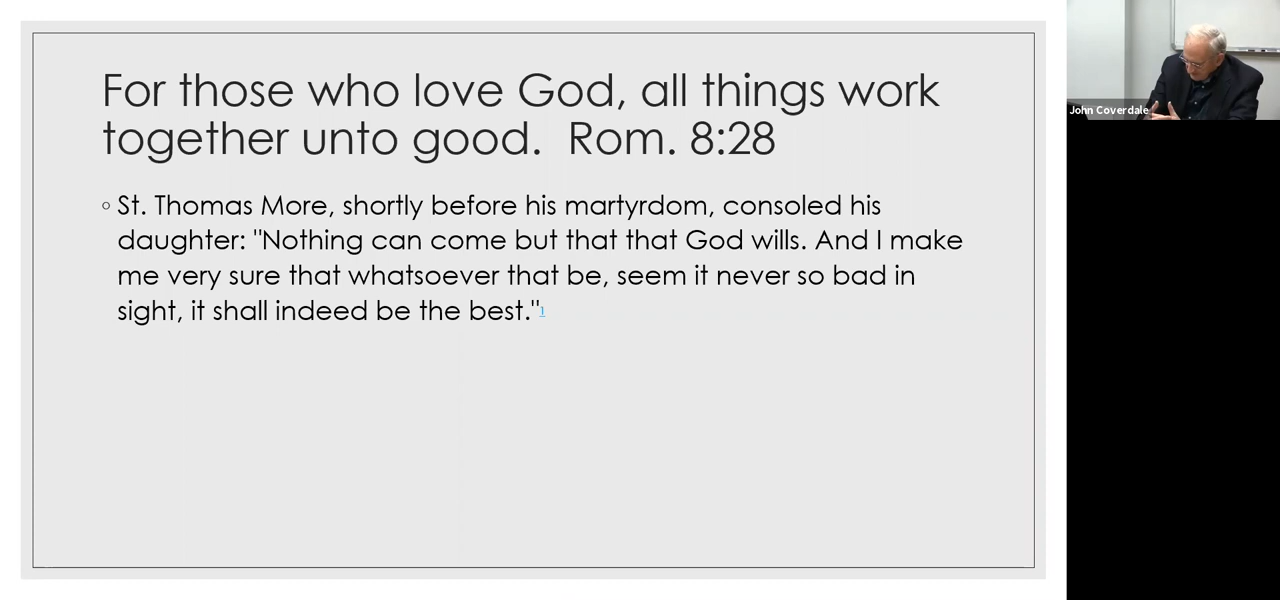 For those who love God, all things work
together unto good.  Rom. 8:28
◦ St. Thomas More, shortly before his martyrdom, consoled his
daughter: "Nothing can come but that that God wills. And I make
me very sure that whatsoever that be, seem it never so bad in
sight, it shall indeed be the best."1
John Coverdale